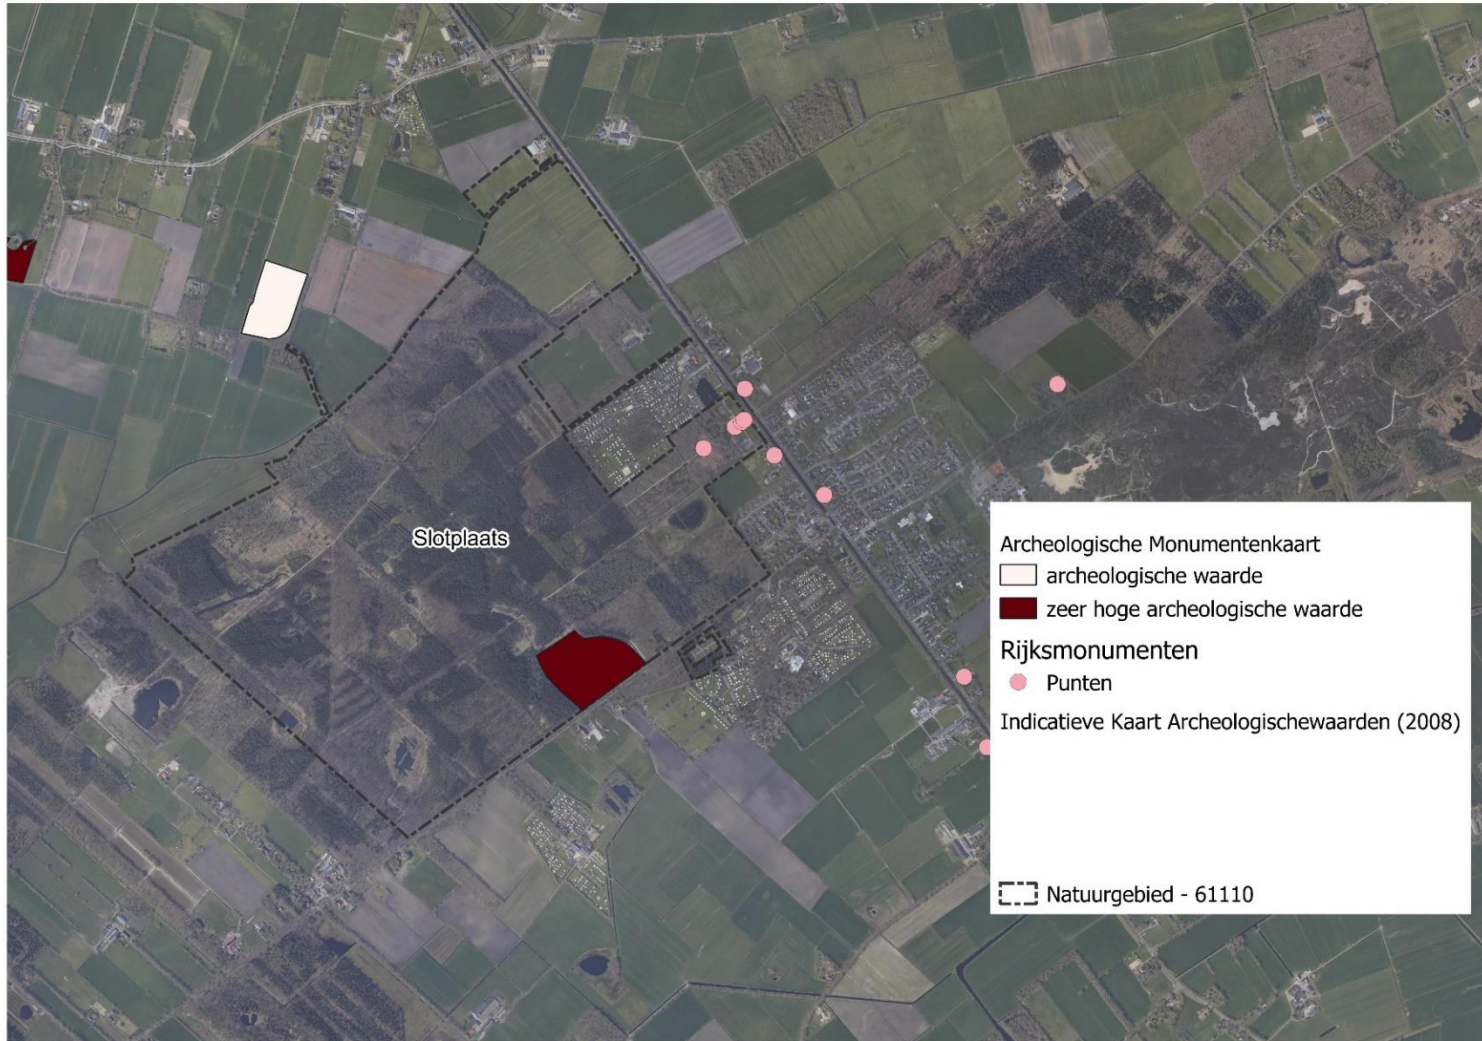 Slotplaats
Archeologische Monumentenkaart
archeologische waarde
zeer hoge archeologische waarde
Rijksmonumenten
Punten
Indicatieve Kaart Archeologischewaarden (2008)
Natuurgebied - 61110